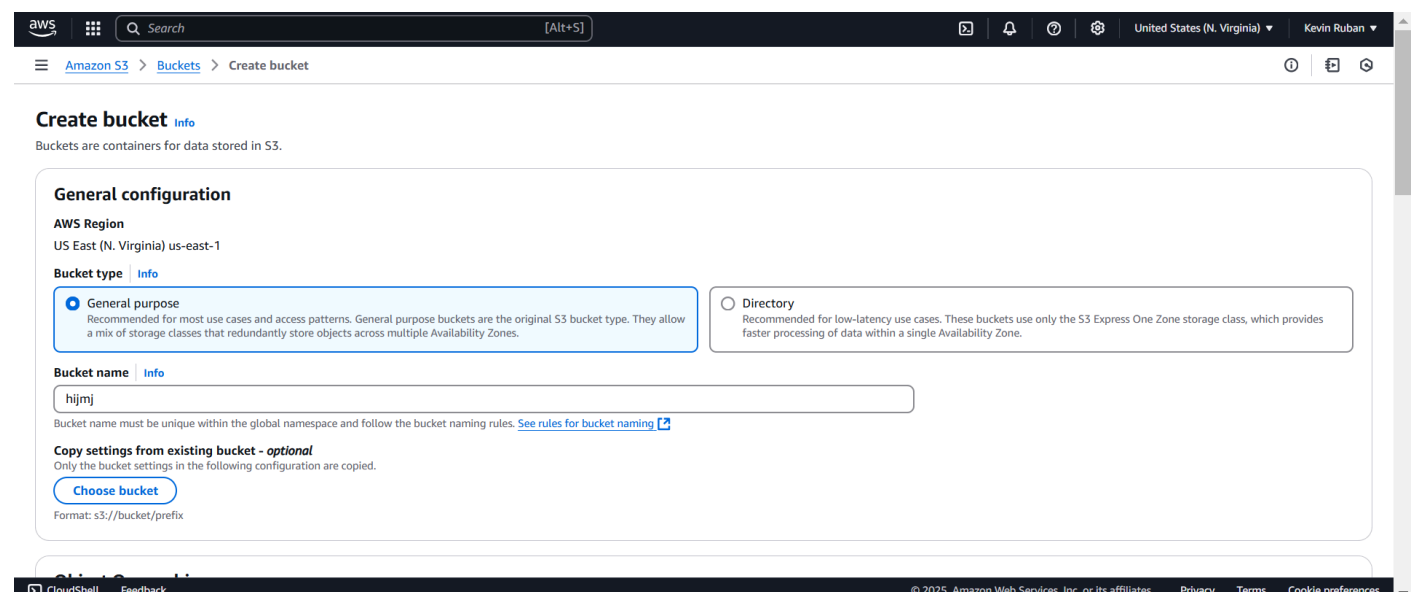 aws
Search [Alt+S]
United States (N. Virginia)
Kevin Ruban
Amazon S3 > Buckets > Create bucket
Create bucket Info
Buckets are containers for data stored in S3.
General configuration
AWS Region
US East (N. Virginia) us-east-1
Bucket type Info
General purpose
Recommended for most use cases and access patterns. General purpose buckets are the original S3 bucket type. They allow
a mix of storage classes that redundantly store objects across multiple Availability Zones.
Directory
Recommended for low-latency use cases. These buckets use only the S3 Express One Zone storage class, which provides
faster processing of data within a single Availability Zone.
Bucket name Info
hijmj
Bucket name must be unique within the global namespace and follow the bucket naming rules. See rules for bucket naming
Copy settings from existing bucket - optional
Only the bucket settings in the following configuration are copied.
Choose bucket
Format: s3://bucket/prefix
CloudShell Feedback
© 2025, Amazon Web Services, Inc. or its affiliates. Privacy Terms Cookie preferences